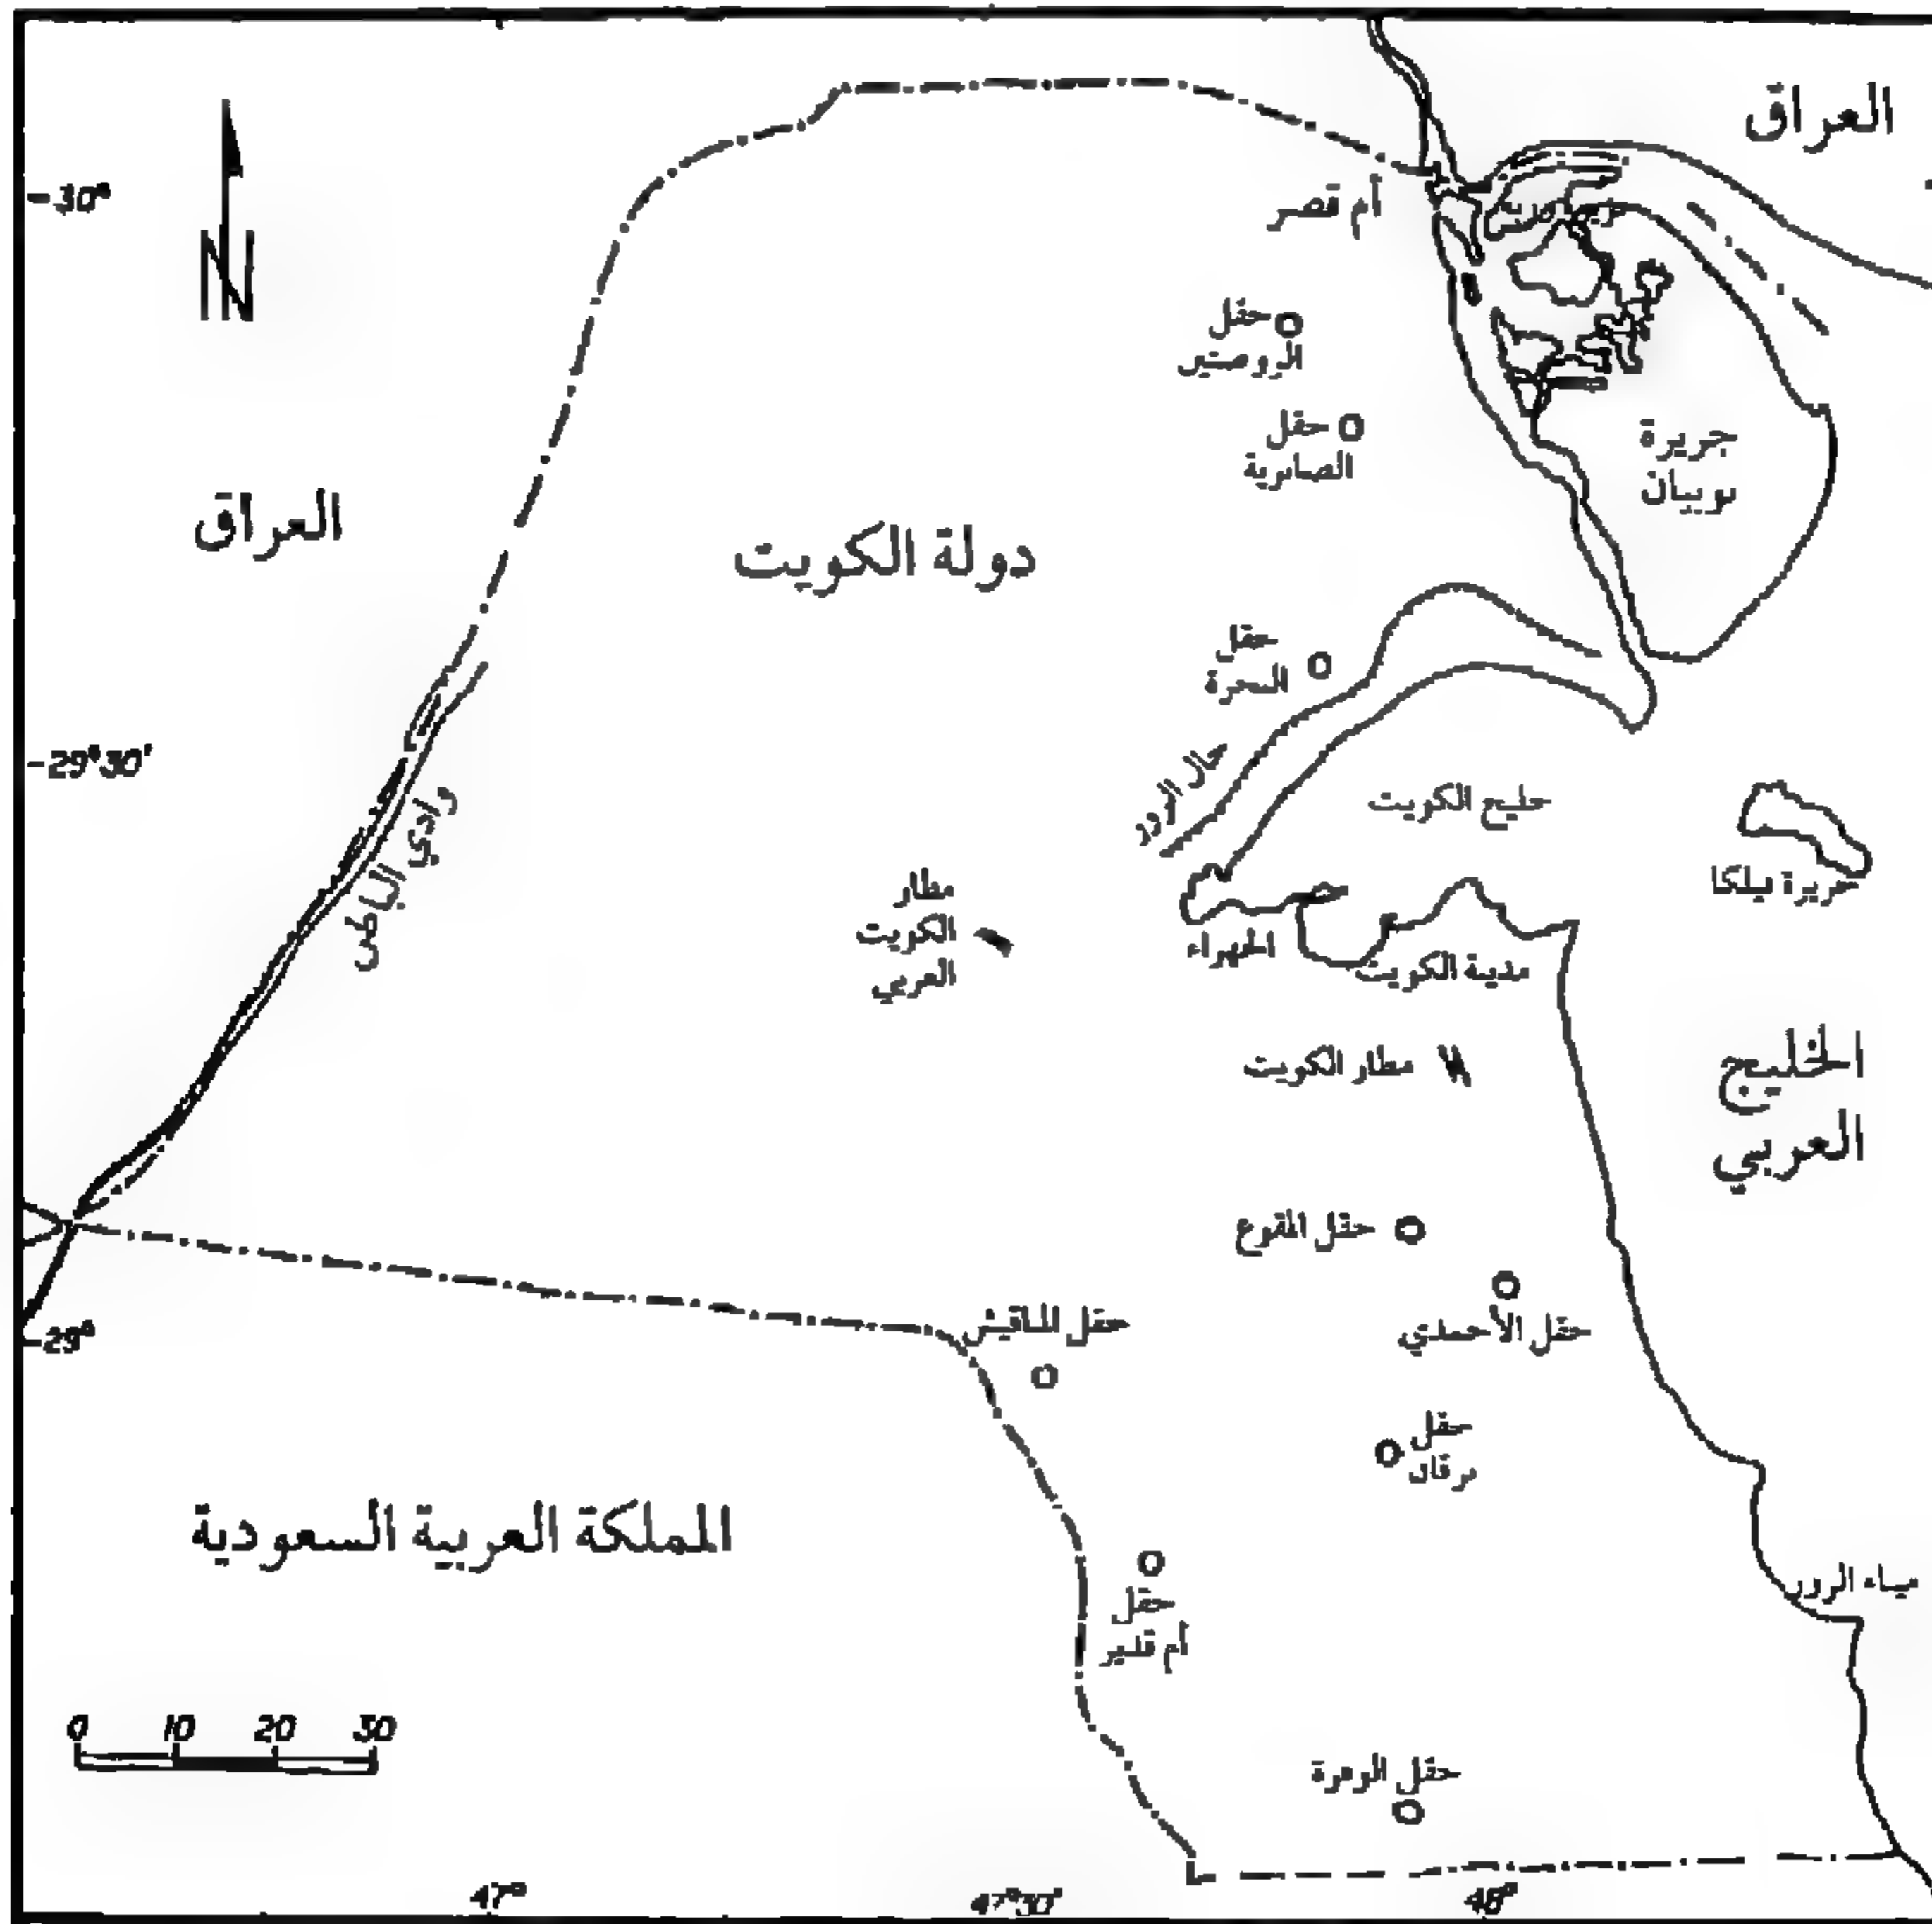 العراق
-30°
أم قصر
حقل
الروضتين
حقل
الصابرية
جزيرة
بوبيان
العراق
دولة الكويت
حقل
البحرة
-29°30'
جال الزور
خليج الكويت
وادي الباطن
مطار
الكويت
العربي
جزيرة فيلكا
الجهراء
مدينة الكويت
مطار الكويت
الخليج
العربي
حقل المقوع
-29°
حقل المناقيش
حقل الأحمدي
حقل
برقان
المملكة العربية السعودية
ميناء الزور
حقل
أم قدير
0 10 20 30
حقل الوفرة
47° 47°30' 48°
N